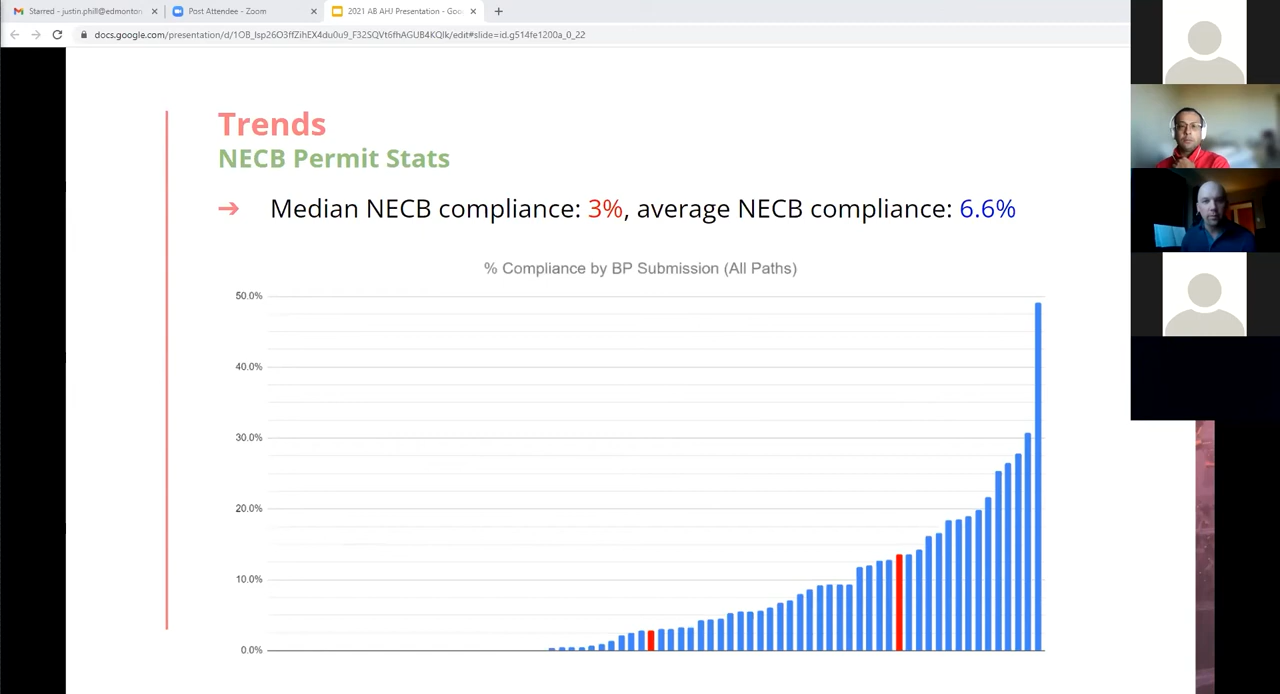 Starred - justin.phill@edmonton
Post Attendee - Zoom
2021 AB AHJ Presentation - Goo
docs.google.com/presentation/d/1OB_lsp26O3ffZihEX4du0u9_F32SQVt6fhAGUB4KQlk/edit#slide=id.g514fe1200a_0_22
Trends
NECB Permit Stats
➔ Median NECB compliance: 3%, average NECB compliance: 6.6%
% Compliance by BP Submission (All Paths)
50.0%
40.0%
30.0%
20.0%
10.0%
0.0%